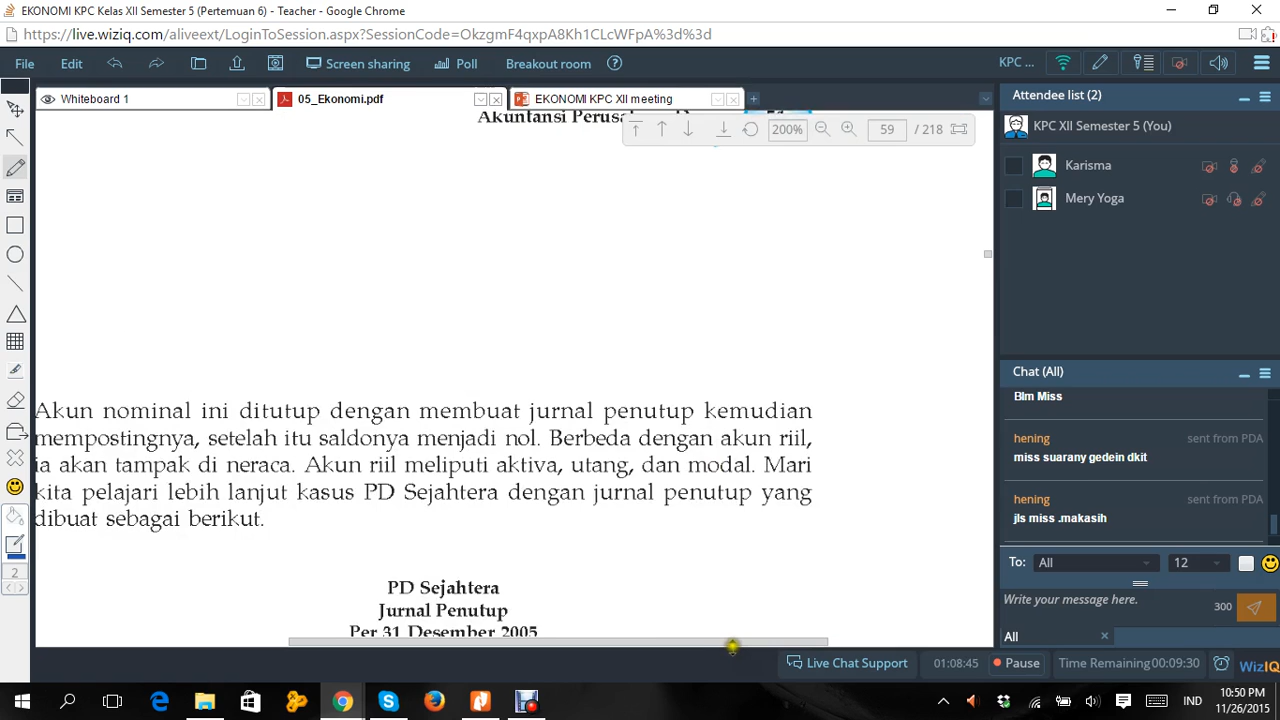 EKONOMI KPC Kelas XII Semester 5 (Pertemuan 6) - Teacher - Google Chrome
https://live.wiziq.com/aliveext/LoginToSession.aspx?SessionCode=OkzgmF4qxpA8Kh1CLcWFpA%3d%3d
File Edit Screen sharing Poll Breakout room KPC ...
Whiteboard 1 05_Ekonomi.pdf EKONOMI KPC XII meeting
Akuntansi Perusa
200% 59 / 218
Akun nominal ini ditutup dengan membuat jurnal penutup kemudian
mempostingnya, setelah itu saldonya menjadi nol. Berbeda dengan akun riil,
ia akan tampak di neraca. Akun riil meliputi aktiva, utang, dan modal. Mari
kita pelajari lebih lanjut kasus PD Sejahtera dengan jurnal penutup yang
dibuat sebagai berikut.
PD Sejahtera
Jurnal Penutup
Per 31 Desember 2005
2
Attendee list (2)
KPC XII Semester 5 (You)
Karisma
Mery Yoga
Chat (All)
Blm Miss
hening sent from PDA
miss suarany gedein dkit
hening sent from PDA
jls miss .makasih
To: All 12
Write your message here. 300
All
Live Chat Support 01:08:45 Pause Time Remaining:00:09:30 WizIQ
IND 10:50 PM
11/26/2015